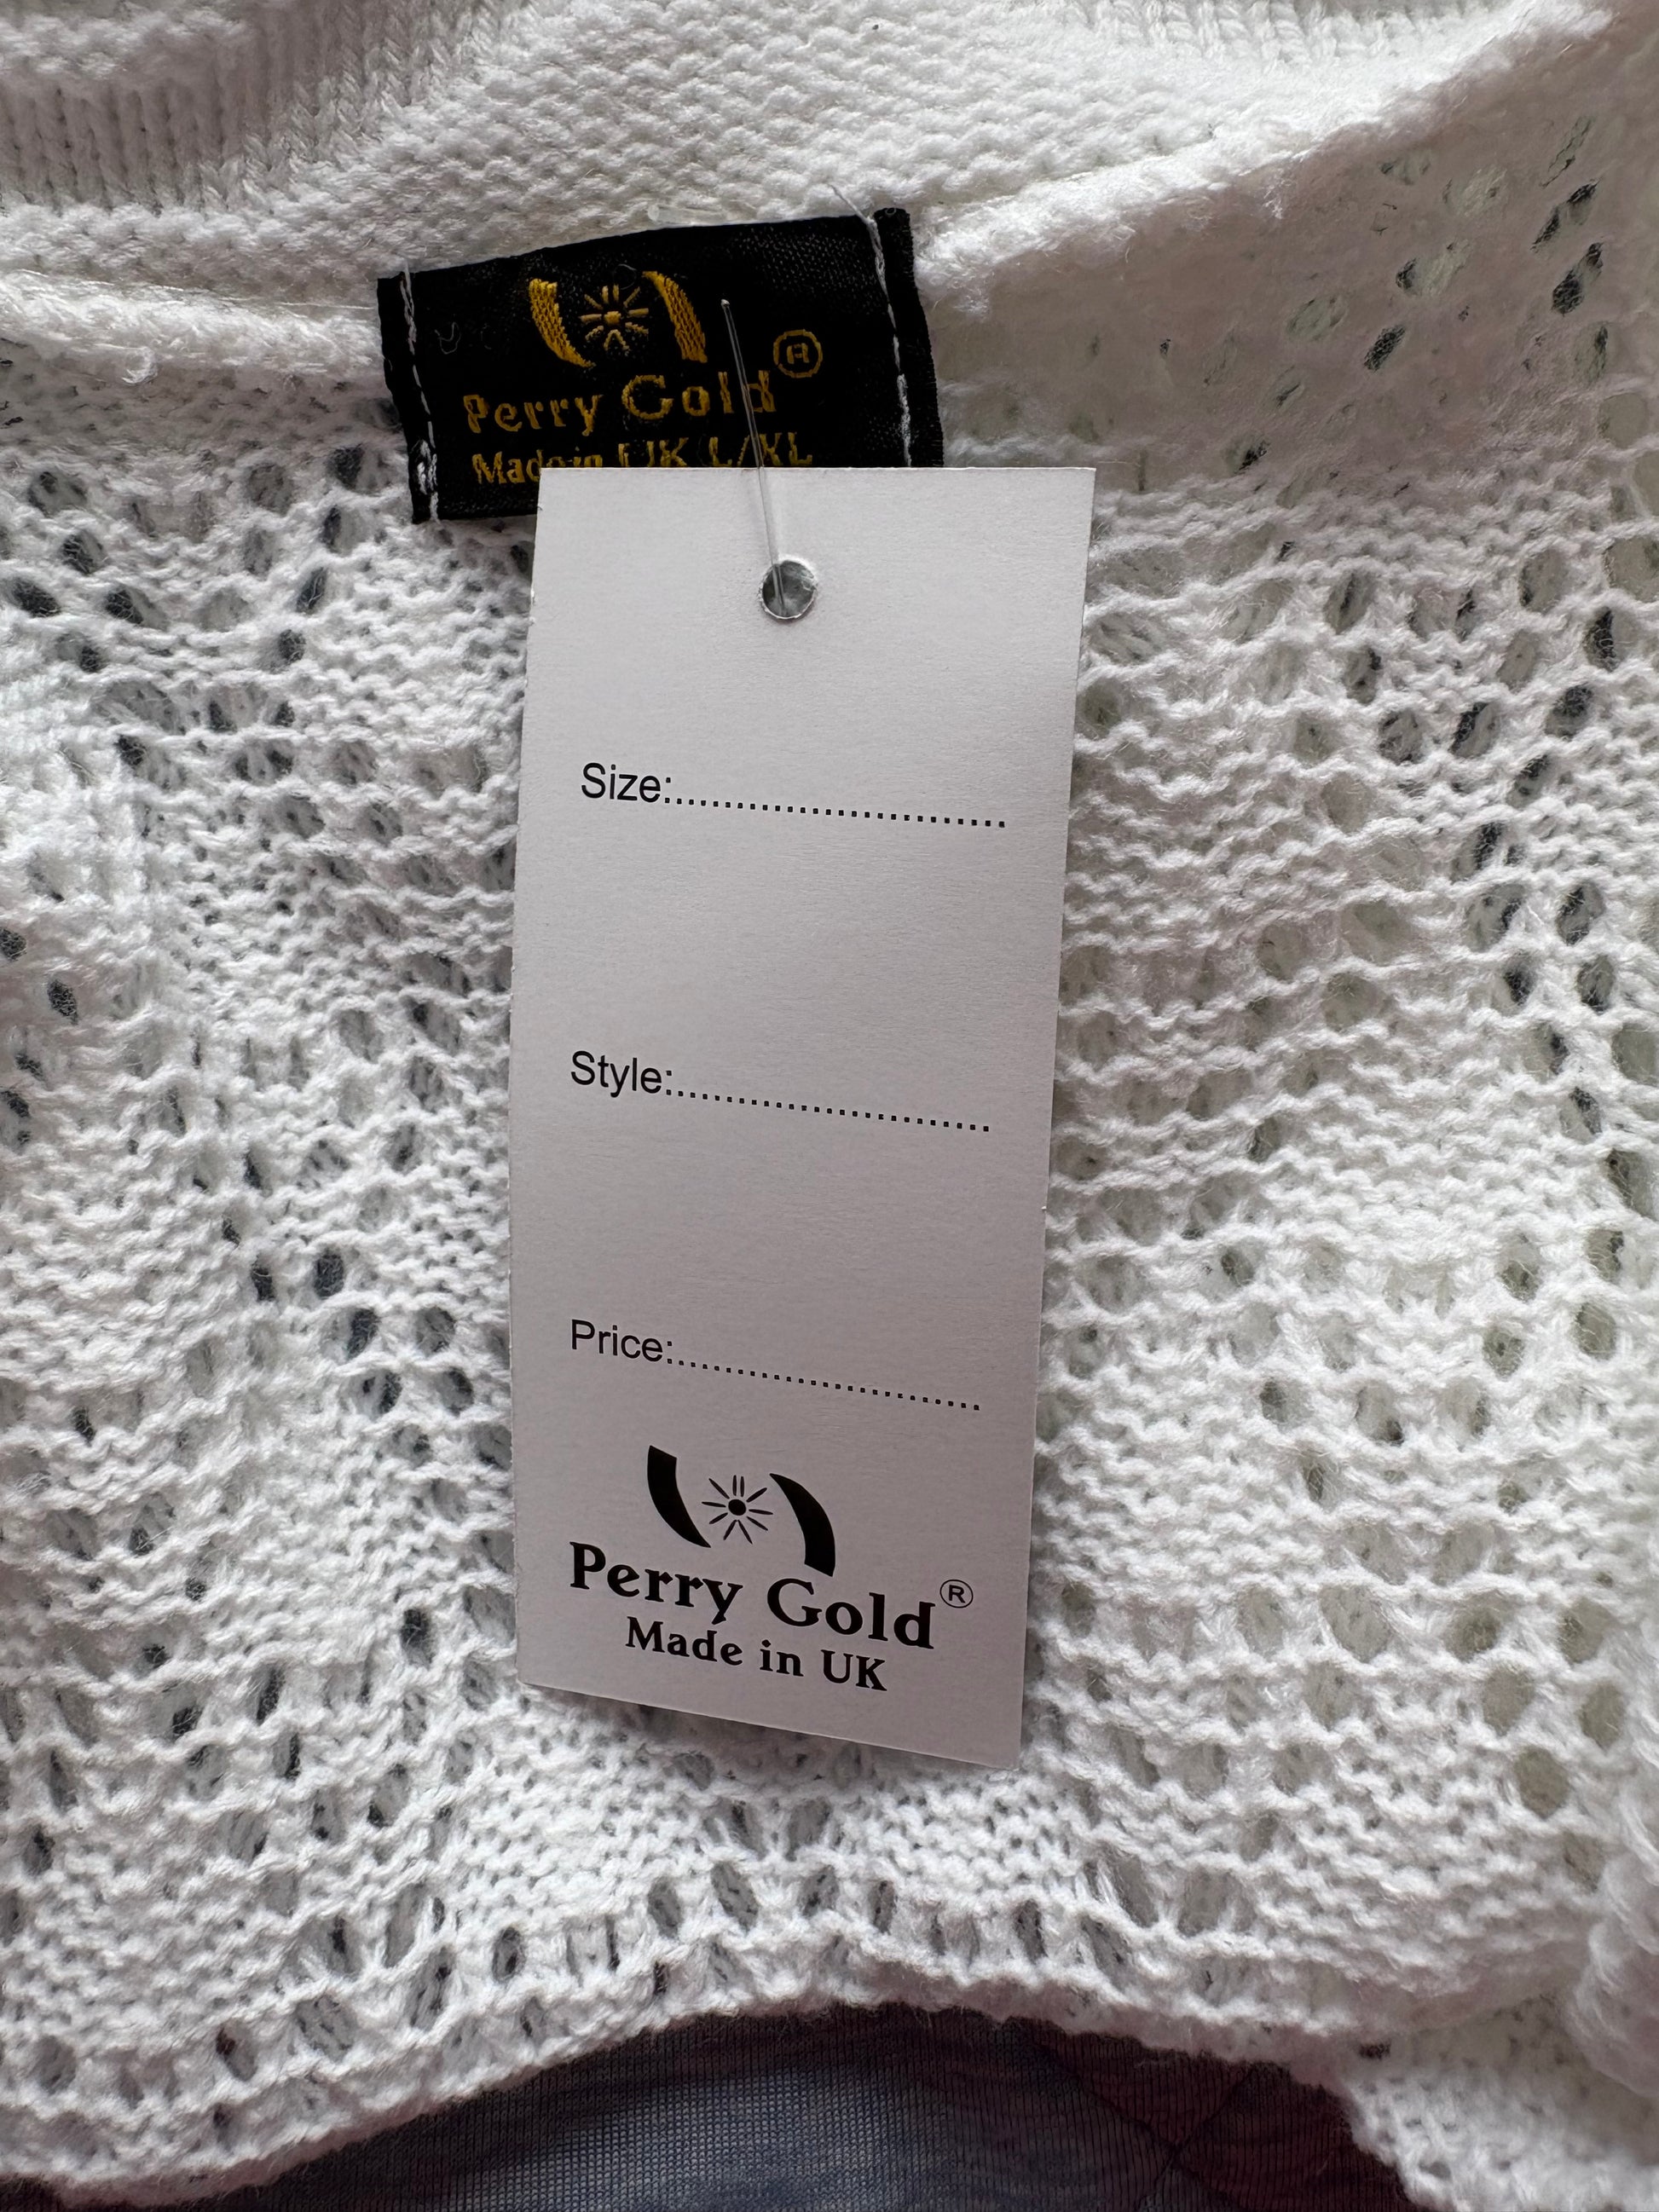 Perry Gold®
Made in UK L/XL
Size:............................
Style:..........................
Price:..........................
Perry Gold®
Made in UK